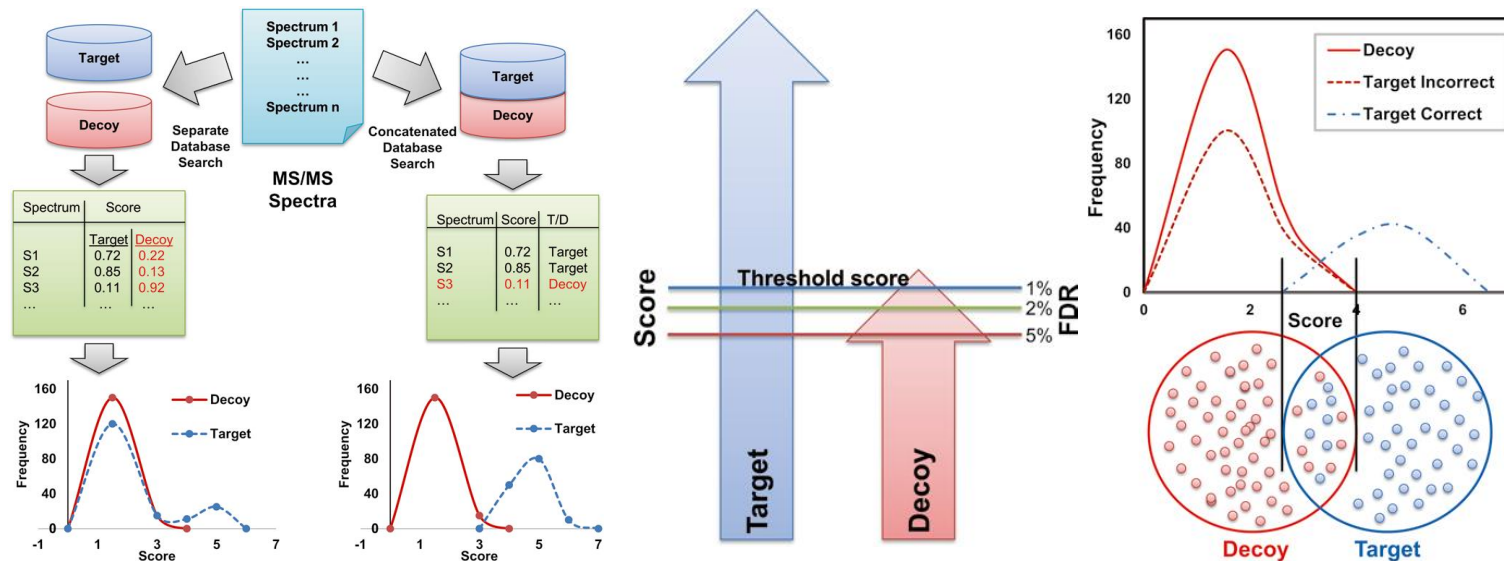 Target
Decoy
Spectrum 1
Spectrum 2
...
...
...
Spectrum n
Target
Decoy
Separate
Database
Search
Concatenated
Database
Search
MS/MS
Spectra
Spectrum Score
Target Decoy
S1 0.72 0.22
S2 0.85 0.13
S3 0.11 0.92
... ... ...
Spectrum Score T/D
S1 0.72 Target
S2 0.85 Target
S3 0.11 Decoy
... ... ...
160
120
80
40
0
-1 1 3 5 7
Frequency
Score
Decoy
Target
160
120
80
40
0
-1 1 3 5 7
Frequency
Score
Decoy
Target
Score
Threshold score
1%
2%
5%
FDR
Target
Decoy
160
120
80
40
0
0 2 4 6
Frequency
Score
Decoy
Target Incorrect
Target Correct
Decoy
Target